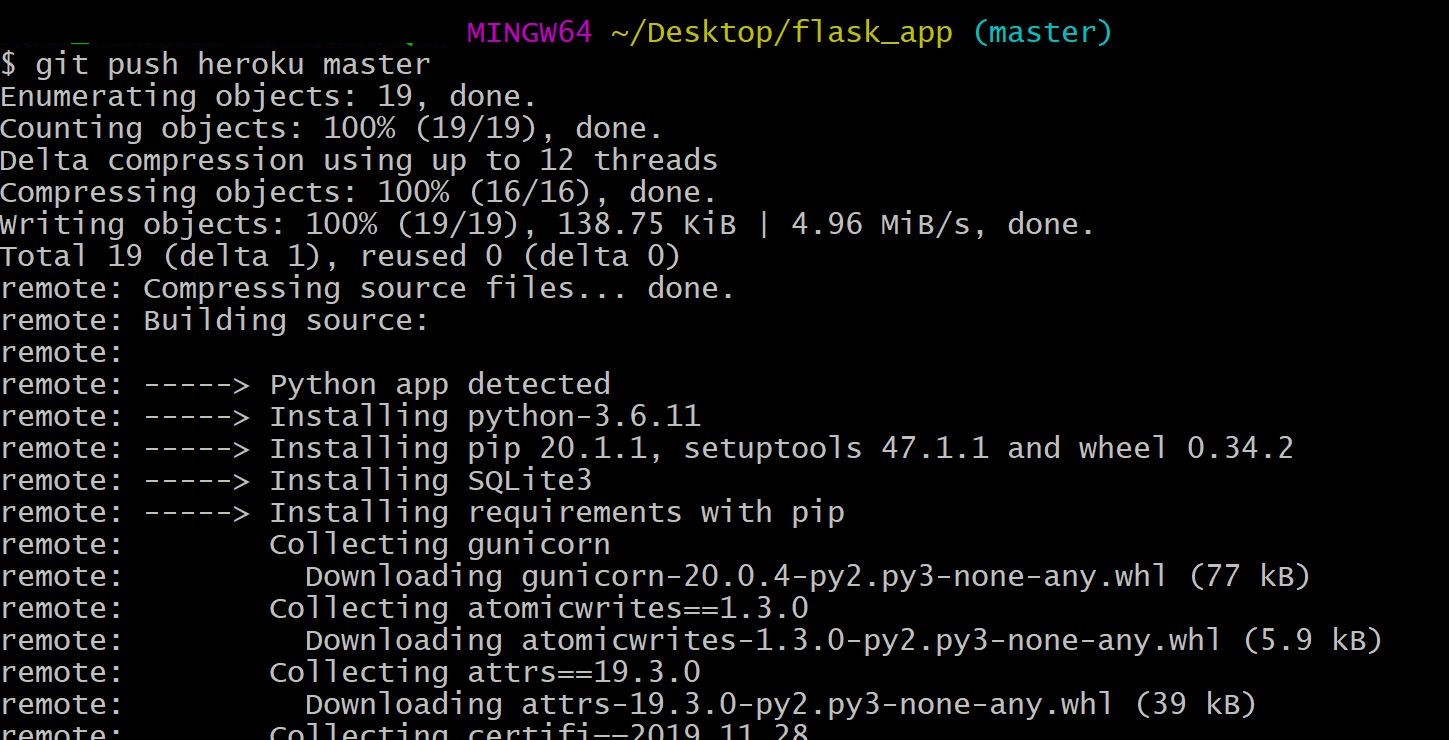 MINGW64 ~/Desktop/flask_app (master)
$ git push heroku master
Enumerating objects: 19, done.
Counting objects: 100% (19/19), done.
Delta compression using up to 12 threads
Compressing objects: 100% (16/16), done.
Writing objects: 100% (19/19), 138.75 KiB | 4.96 MiB/s, done.
Total 19 (delta 1), reused 0 (delta 0)
remote: Compressing source files... done.
remote: Building source:
remote:
remote: -----> Python app detected
remote: -----> Installing python-3.6.11
remote: -----> Installing pip 20.1.1, setuptools 47.1.1 and wheel 0.34.2
remote: -----> Installing SQLite3
remote: -----> Installing requirements with pip
remote:        Collecting gunicorn
remote:          Downloading gunicorn-20.0.4-py2.py3-none-any.whl (77 kB)
remote:        Collecting atomicwrites==1.3.0
remote:          Downloading atomicwrites-1.3.0-py2.py3-none-any.whl (5.9 kB)
remote:        Collecting attrs==19.3.0
remote:          Downloading attrs-19.3.0-py2.py3-none-any.whl (39 kB)
remote:        Collecting certifi==2019.11.28